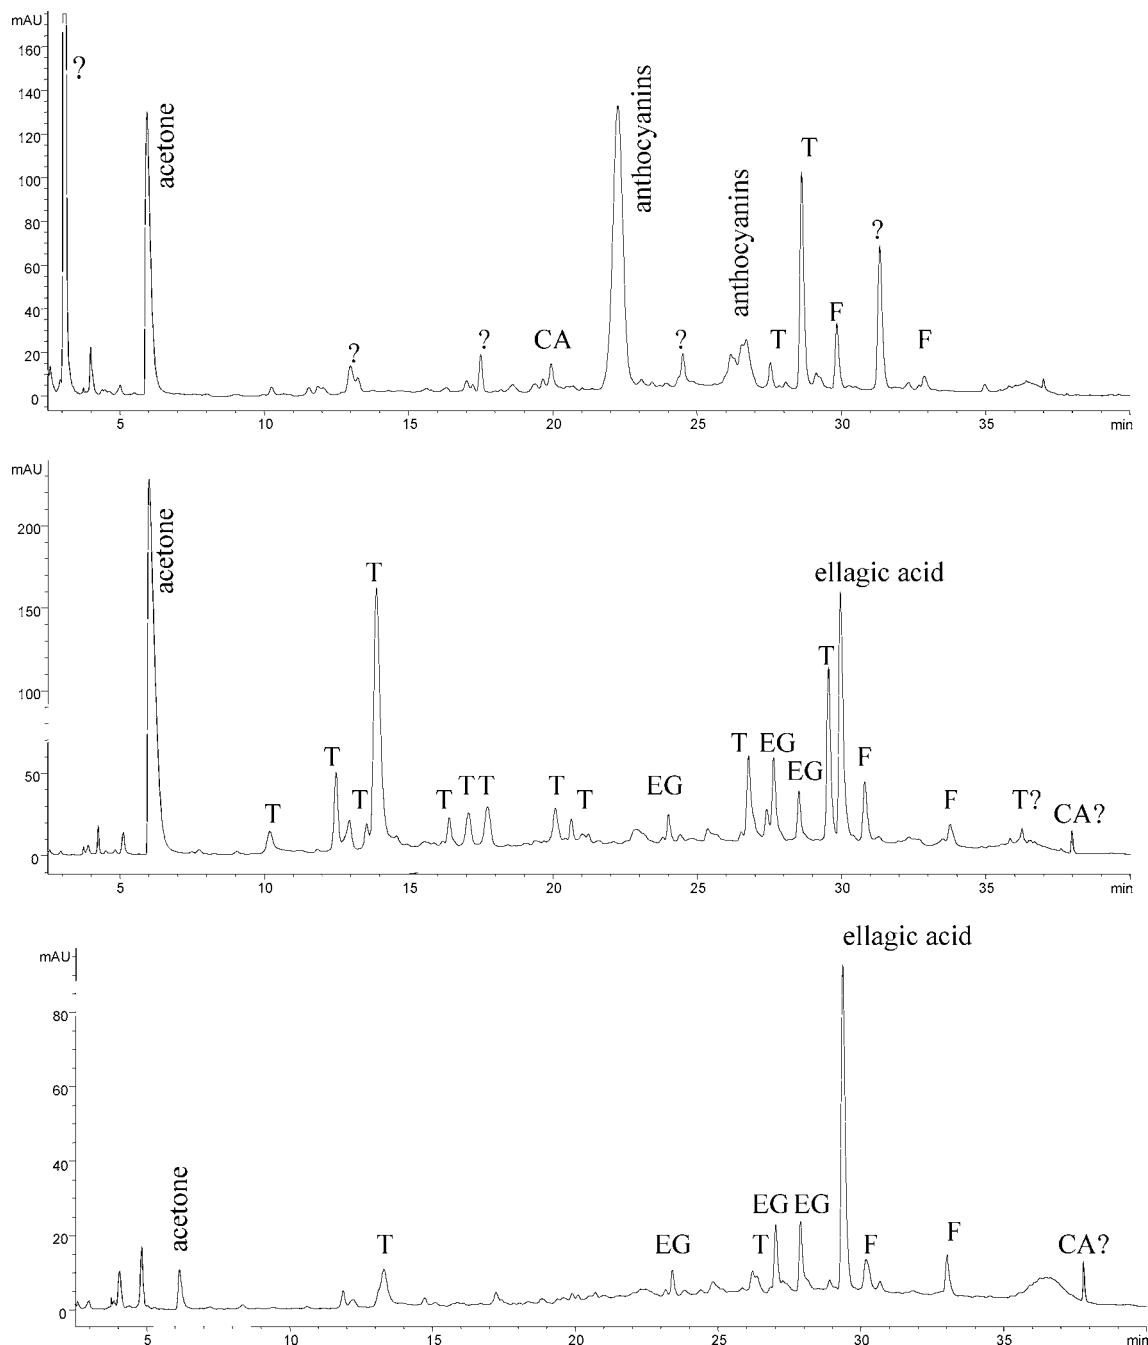 mAU
160
140
120
100
80
60
40
20
0
?
acetone
?
?
CA
anthocyanins
?
anthocyanins
T
T
F
?
F
5 10 15 20 25 30 35 min
mAU
200
150
100
50
0
acetone
T
T
T
T
T
T T
T
T
EG
T
EG
EG
T
ellagic acid
F
F
T?
CA?
5 10 15 20 25 30 35 min
mAU
80
60
40
20
0
acetone
T
EG
T
EG
EG
ellagic acid
F
F
CA?
5 10 15 20 25 30 35 min